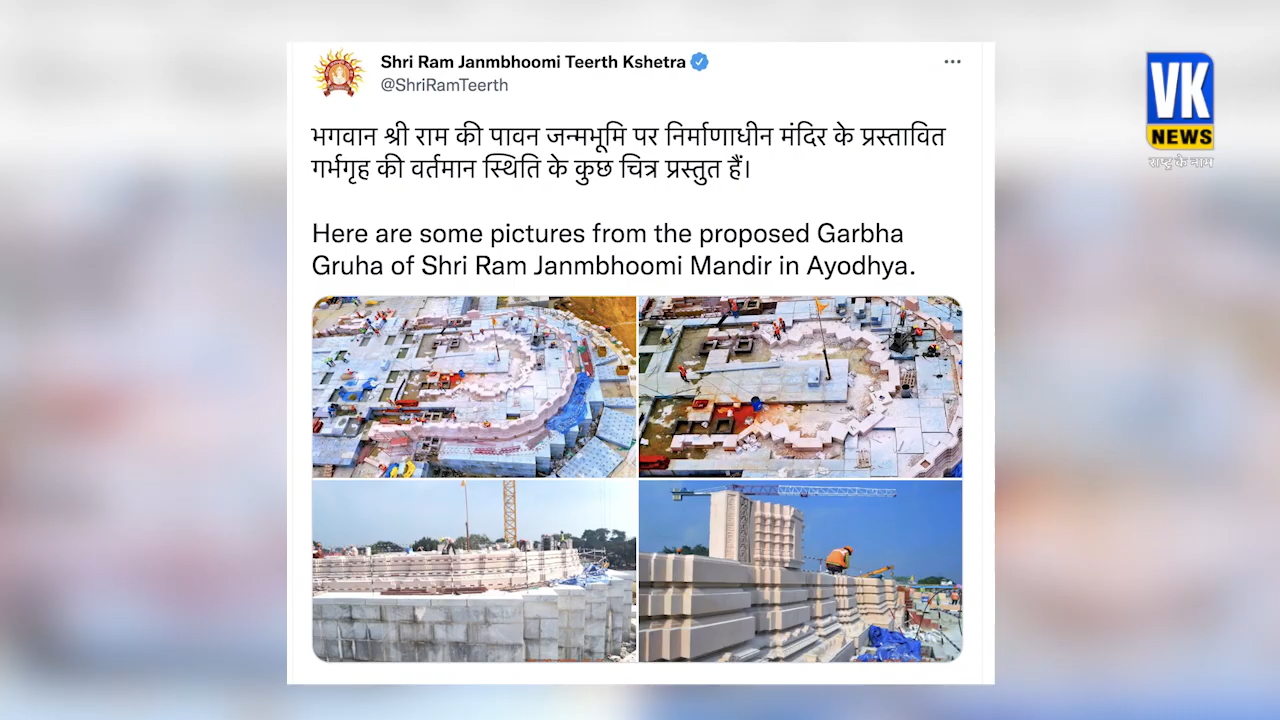 Shri Ram Janmbhoomi Teerth Kshetra
@ShriRamTeerth
भगवान श्री राम की पावन जन्मभूमि पर निर्माणाधीन मंदिर के प्रस्तावित
गर्भगृह की वर्तमान स्थिति के कुछ चित्र प्रस्तुत हैं।
Here are some pictures from the proposed Garbha
Gruha of Shri Ram Janmbhoomi Mandir in Ayodhya.
VK
NEWS
राष्ट्र के नाम